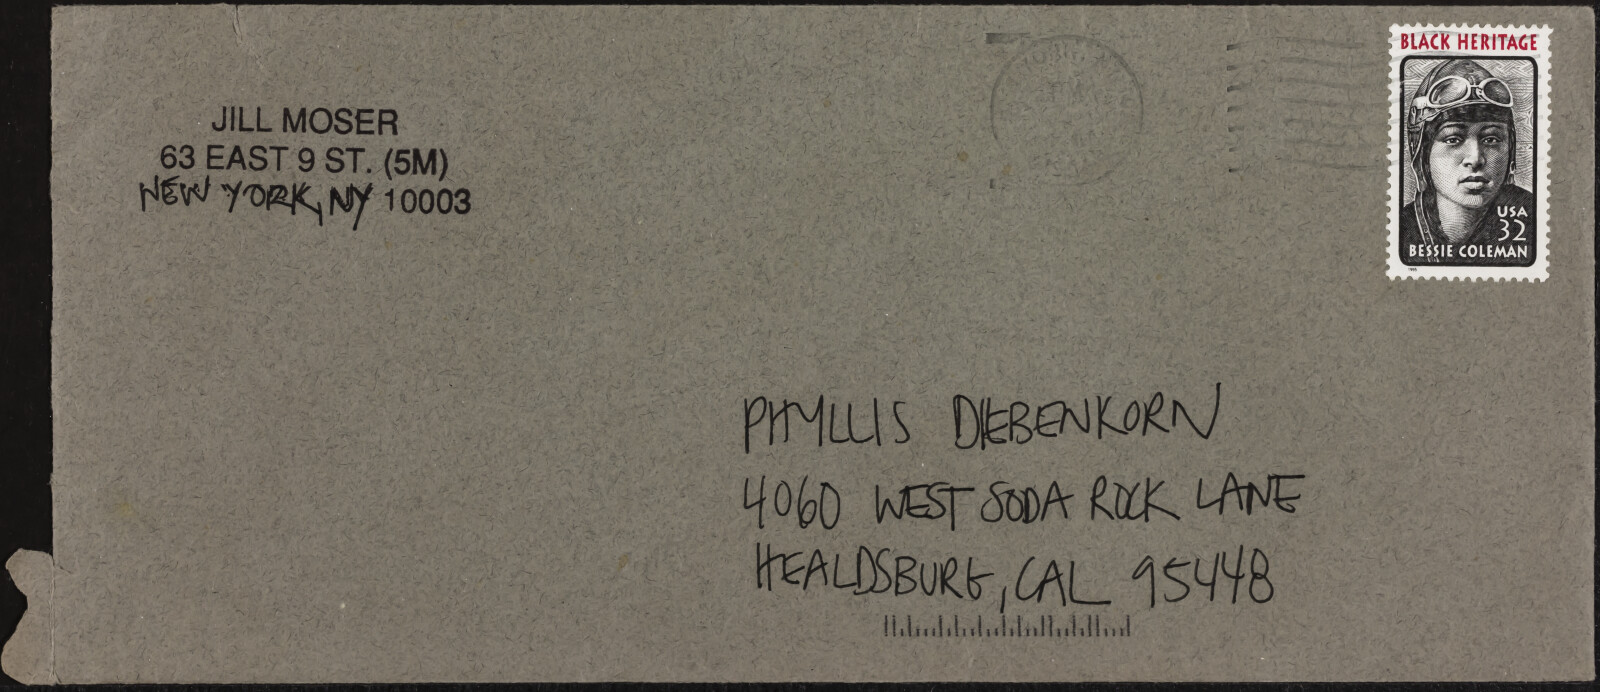 JILL MOSER
63 EAST 9 ST. (5M)
NEW YORK, NY 10003
BLACK HERITAGE
USA
32
BESSIE COLEMAN
1995
PHYLLIS DIEBENKORN
4060 WEST SODA ROCK LANE
HEALDSBURG, CAL 95448